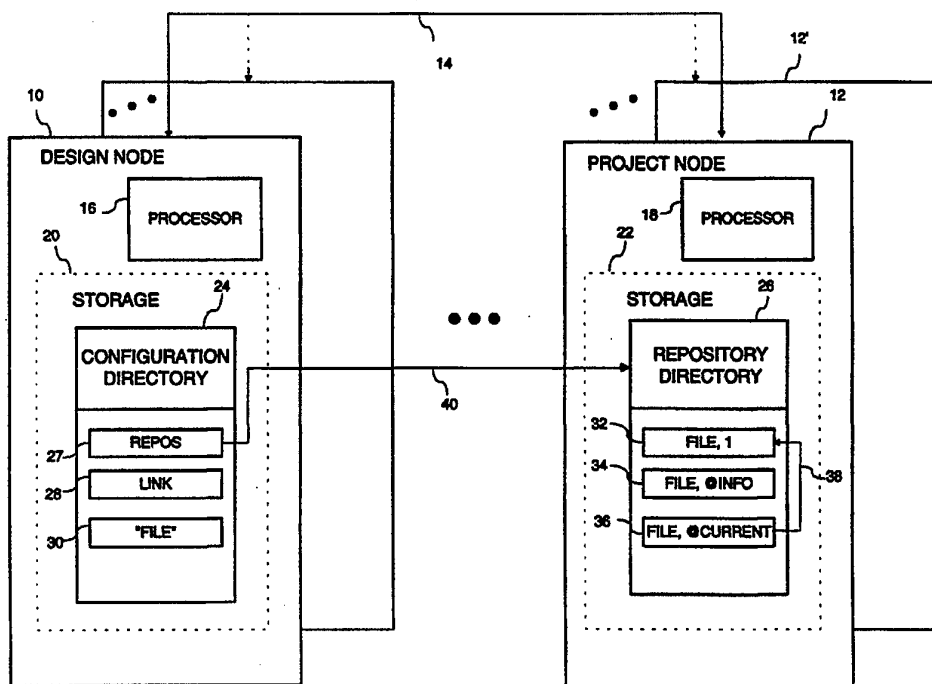 14
12'
10
12
DESIGN NODE
PROJECT NODE
16
PROCESSOR
18
PROCESSOR
20
22
STORAGE
24
STORAGE
26
CONFIGURATION
DIRECTORY
REPOSITORY
DIRECTORY
40
27
REPOS
32
FILE, 1
28
LINK
34
FILE, @INFO
38
30
"FILE"
36
FILE, @CURRENT